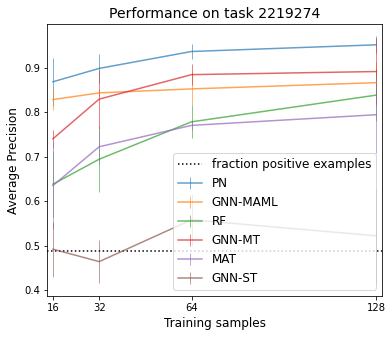 Performance on task 2219274
Average Precision
0.9
0.8
0.7
0.6
0.5
0.4
fraction positive examples
PN
GNN-MAML
RF
GNN-MT
MAT
GNN-ST
16 32 64 128
Training samples